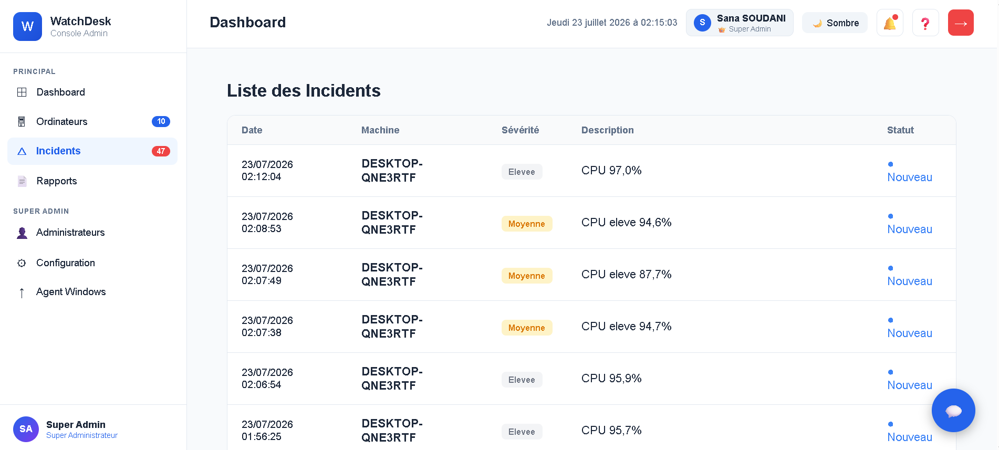 W
WatchDesk
Console Admin
Dashboard
Jeudi 23 juillet 2026 à 02:15:03
S
Sana SOUDANI
Super Admin
Sombre
PRINCIPAL
Dashboard
Ordinateurs 10
Incidents 47
Rapports
SUPER ADMIN
Administrateurs
Configuration
Agent Windows
SA
Super Admin
Super Administrateur
Liste des Incidents
Date Machine Sévérité Description Statut
23/07/2026
02:12:04
DESKTOP-
QNE3RTF
Elevee
CPU 97,0%
Nouveau
23/07/2026
02:08:53
DESKTOP-
QNE3RTF
Moyenne
CPU eleve 94,6%
Nouveau
23/07/2026
02:07:49
DESKTOP-
QNE3RTF
Moyenne
CPU eleve 87,7%
Nouveau
23/07/2026
02:07:38
DESKTOP-
QNE3RTF
Moyenne
CPU eleve 94,7%
Nouveau
23/07/2026
02:06:54
DESKTOP-
QNE3RTF
Elevee
CPU 95,9%
Nouveau
23/07/2026
01:56:25
DESKTOP-
QNE3RTF
Elevee
CPU 95,7%
Nouveau